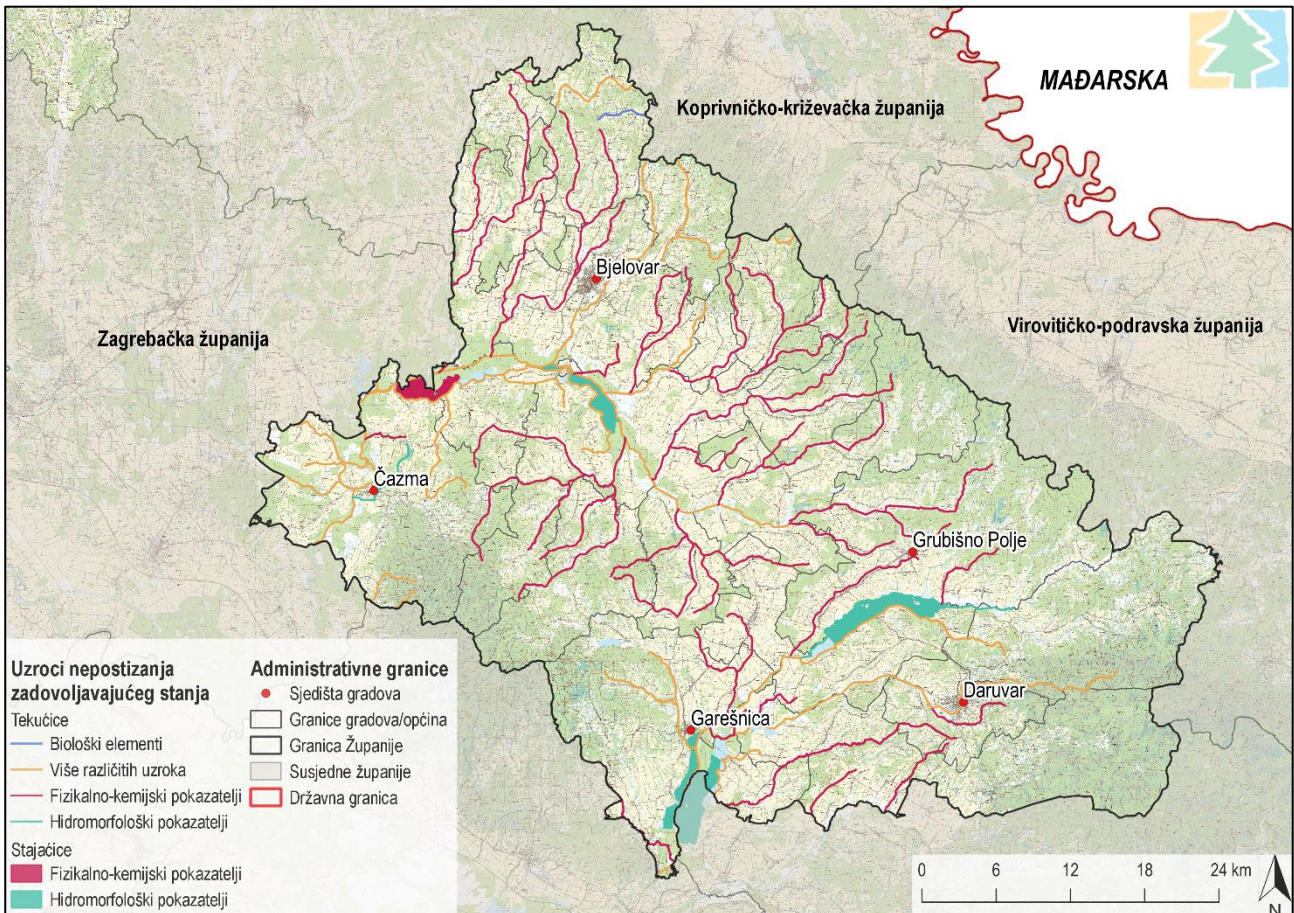 MAĐARSKA
Koprivničko-križevačka županija
Bjelovar
Zagrebačka županija
Virovitičko-podravska županija
Čazma
Grubišno Polje
Daruvar
Garešnica
Uzroci nepostizanja
zadovoljavajućeg stanja
Tekućice
Biološki elementi
Više različitih uzroka
Fizikalno-kemijski pokazatelji
Hidromorfološki pokazatelji
Stajaćice
Fizikalno-kemijski pokazatelji
Hidromorfološki pokazatelji
Administrativne granice
Sjedišta gradova
Granice gradova/općina
Granica Županije
Susjedne županije
Državna granica
0 6 12 18 24 km
N